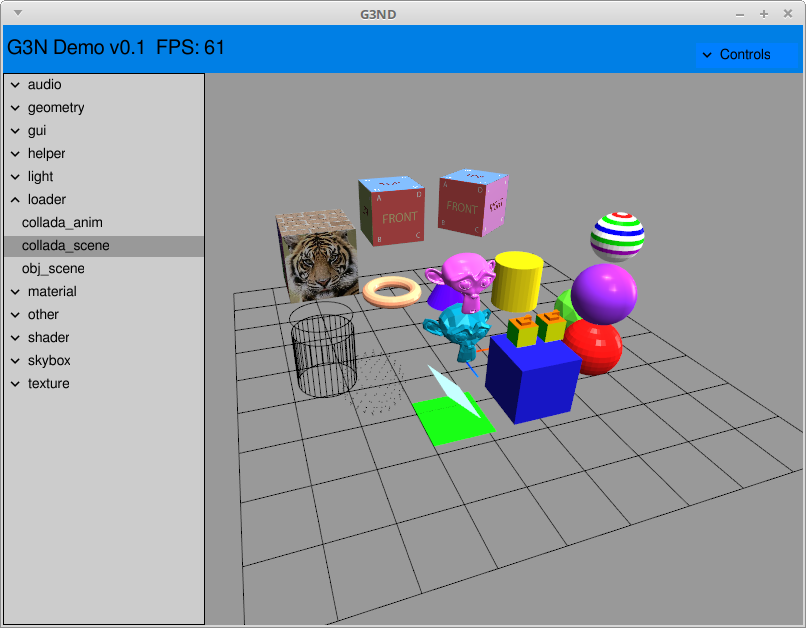 G3ND
G3N Demo v0.1 FPS: 61
Controls
audio
geometry
gui
helper
light
loader
collada_anim
collada_scene
obj_scene
material
other
shader
skybox
texture
A D
FRONT
B C
A
FRONT
B C